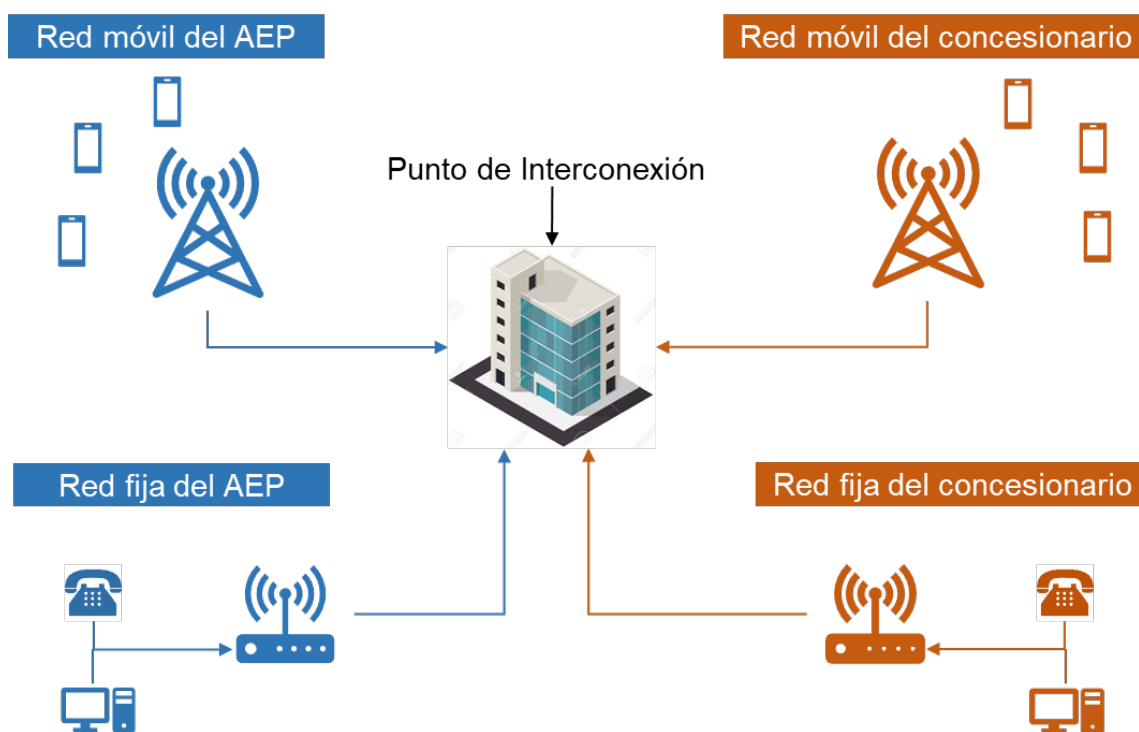 Red móvil del AEP
Red móvil del concesionario
Punto de Interconexión
Red fija del AEP
Red fija del concesionario